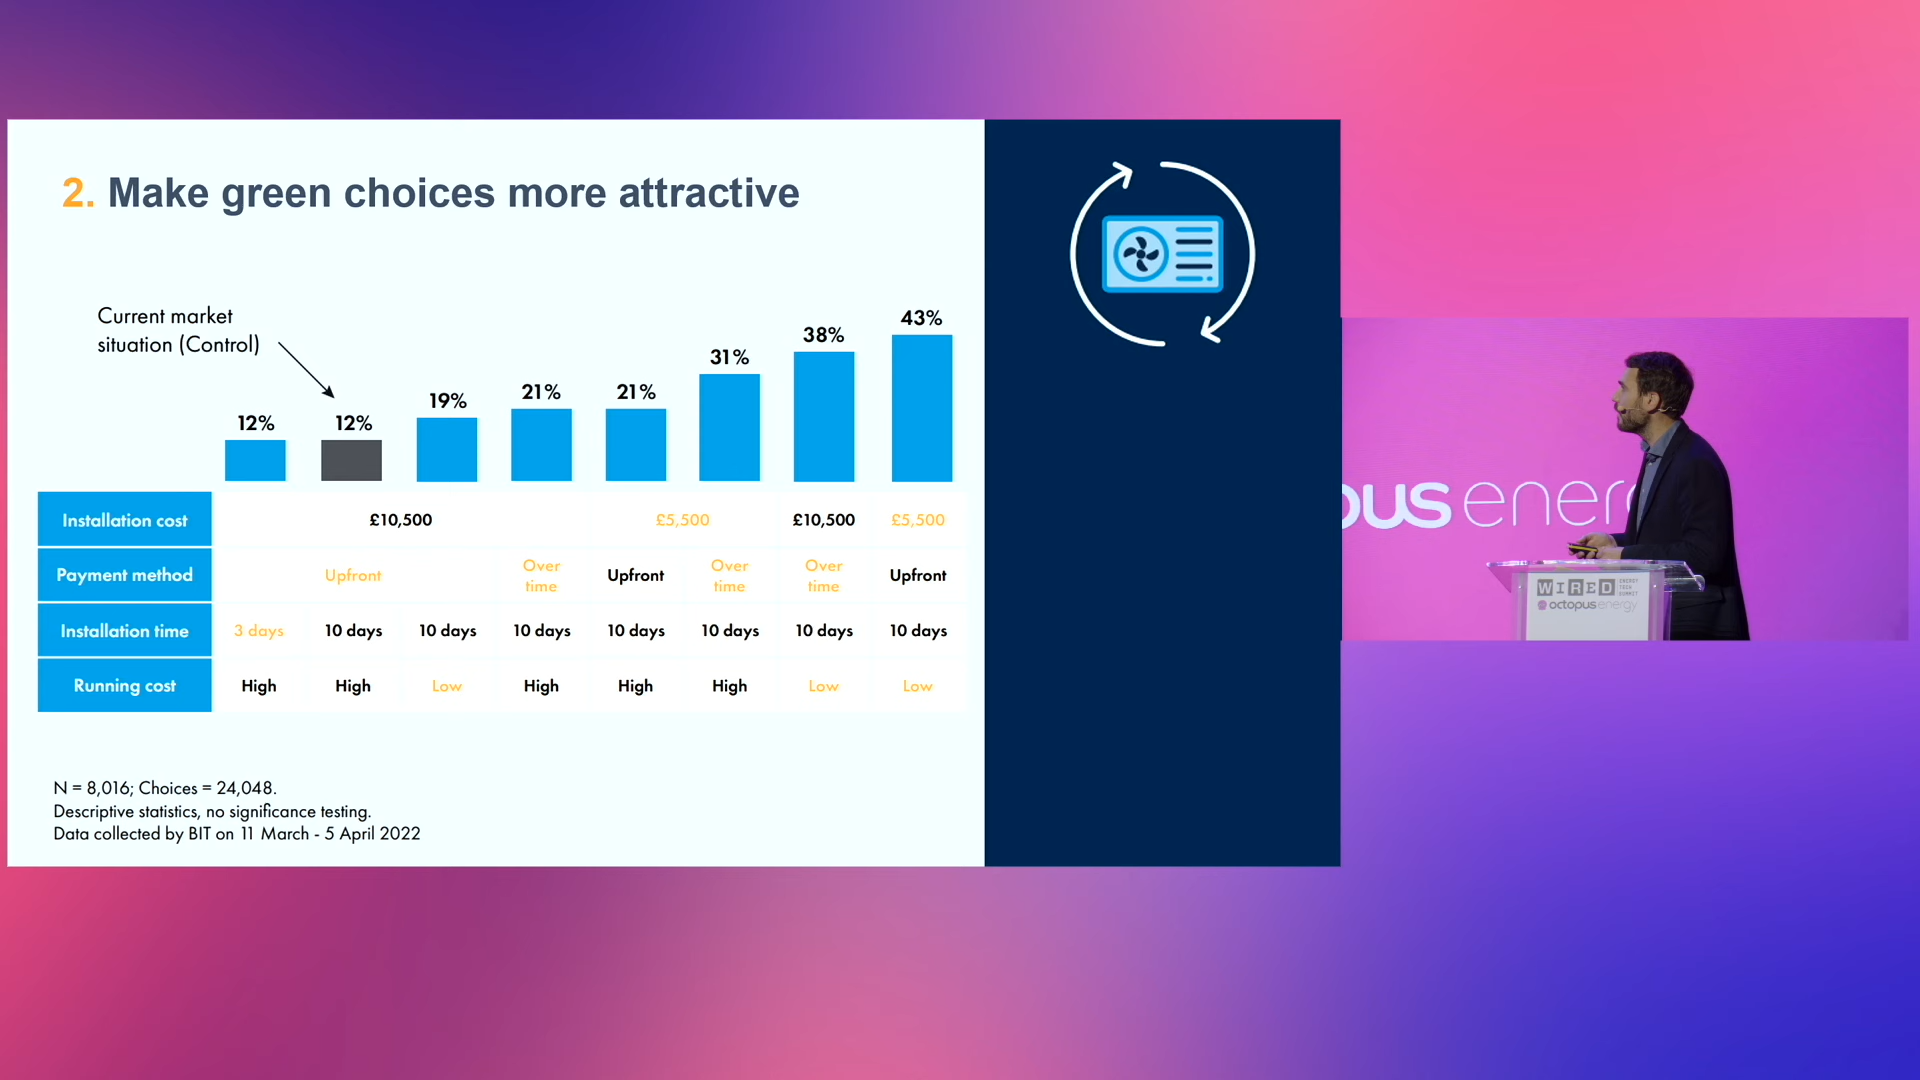 2. Make green choices more attractive
Current market
situation (Control)
12%
12%
19%
21%
21%
31%
38%
43%
Installation cost
£10,500
£5,500
£10,500
£5,500
Payment method
Upfront
Over
time
Upfront
Over
time
Over
time
Upfront
Installation time
3 days
10 days
10 days
10 days
10 days
10 days
10 days
10 days
Running cost
High
High
Low
High
High
High
Low
Low
N = 8,016; Choices = 24,048.
Descriptive statistics, no significance testing.
Data collected by BIT on 11 March - 5 April 2022
pus ener
WIRED
ENERGY
TECH
SUMMIT
octopusenergy